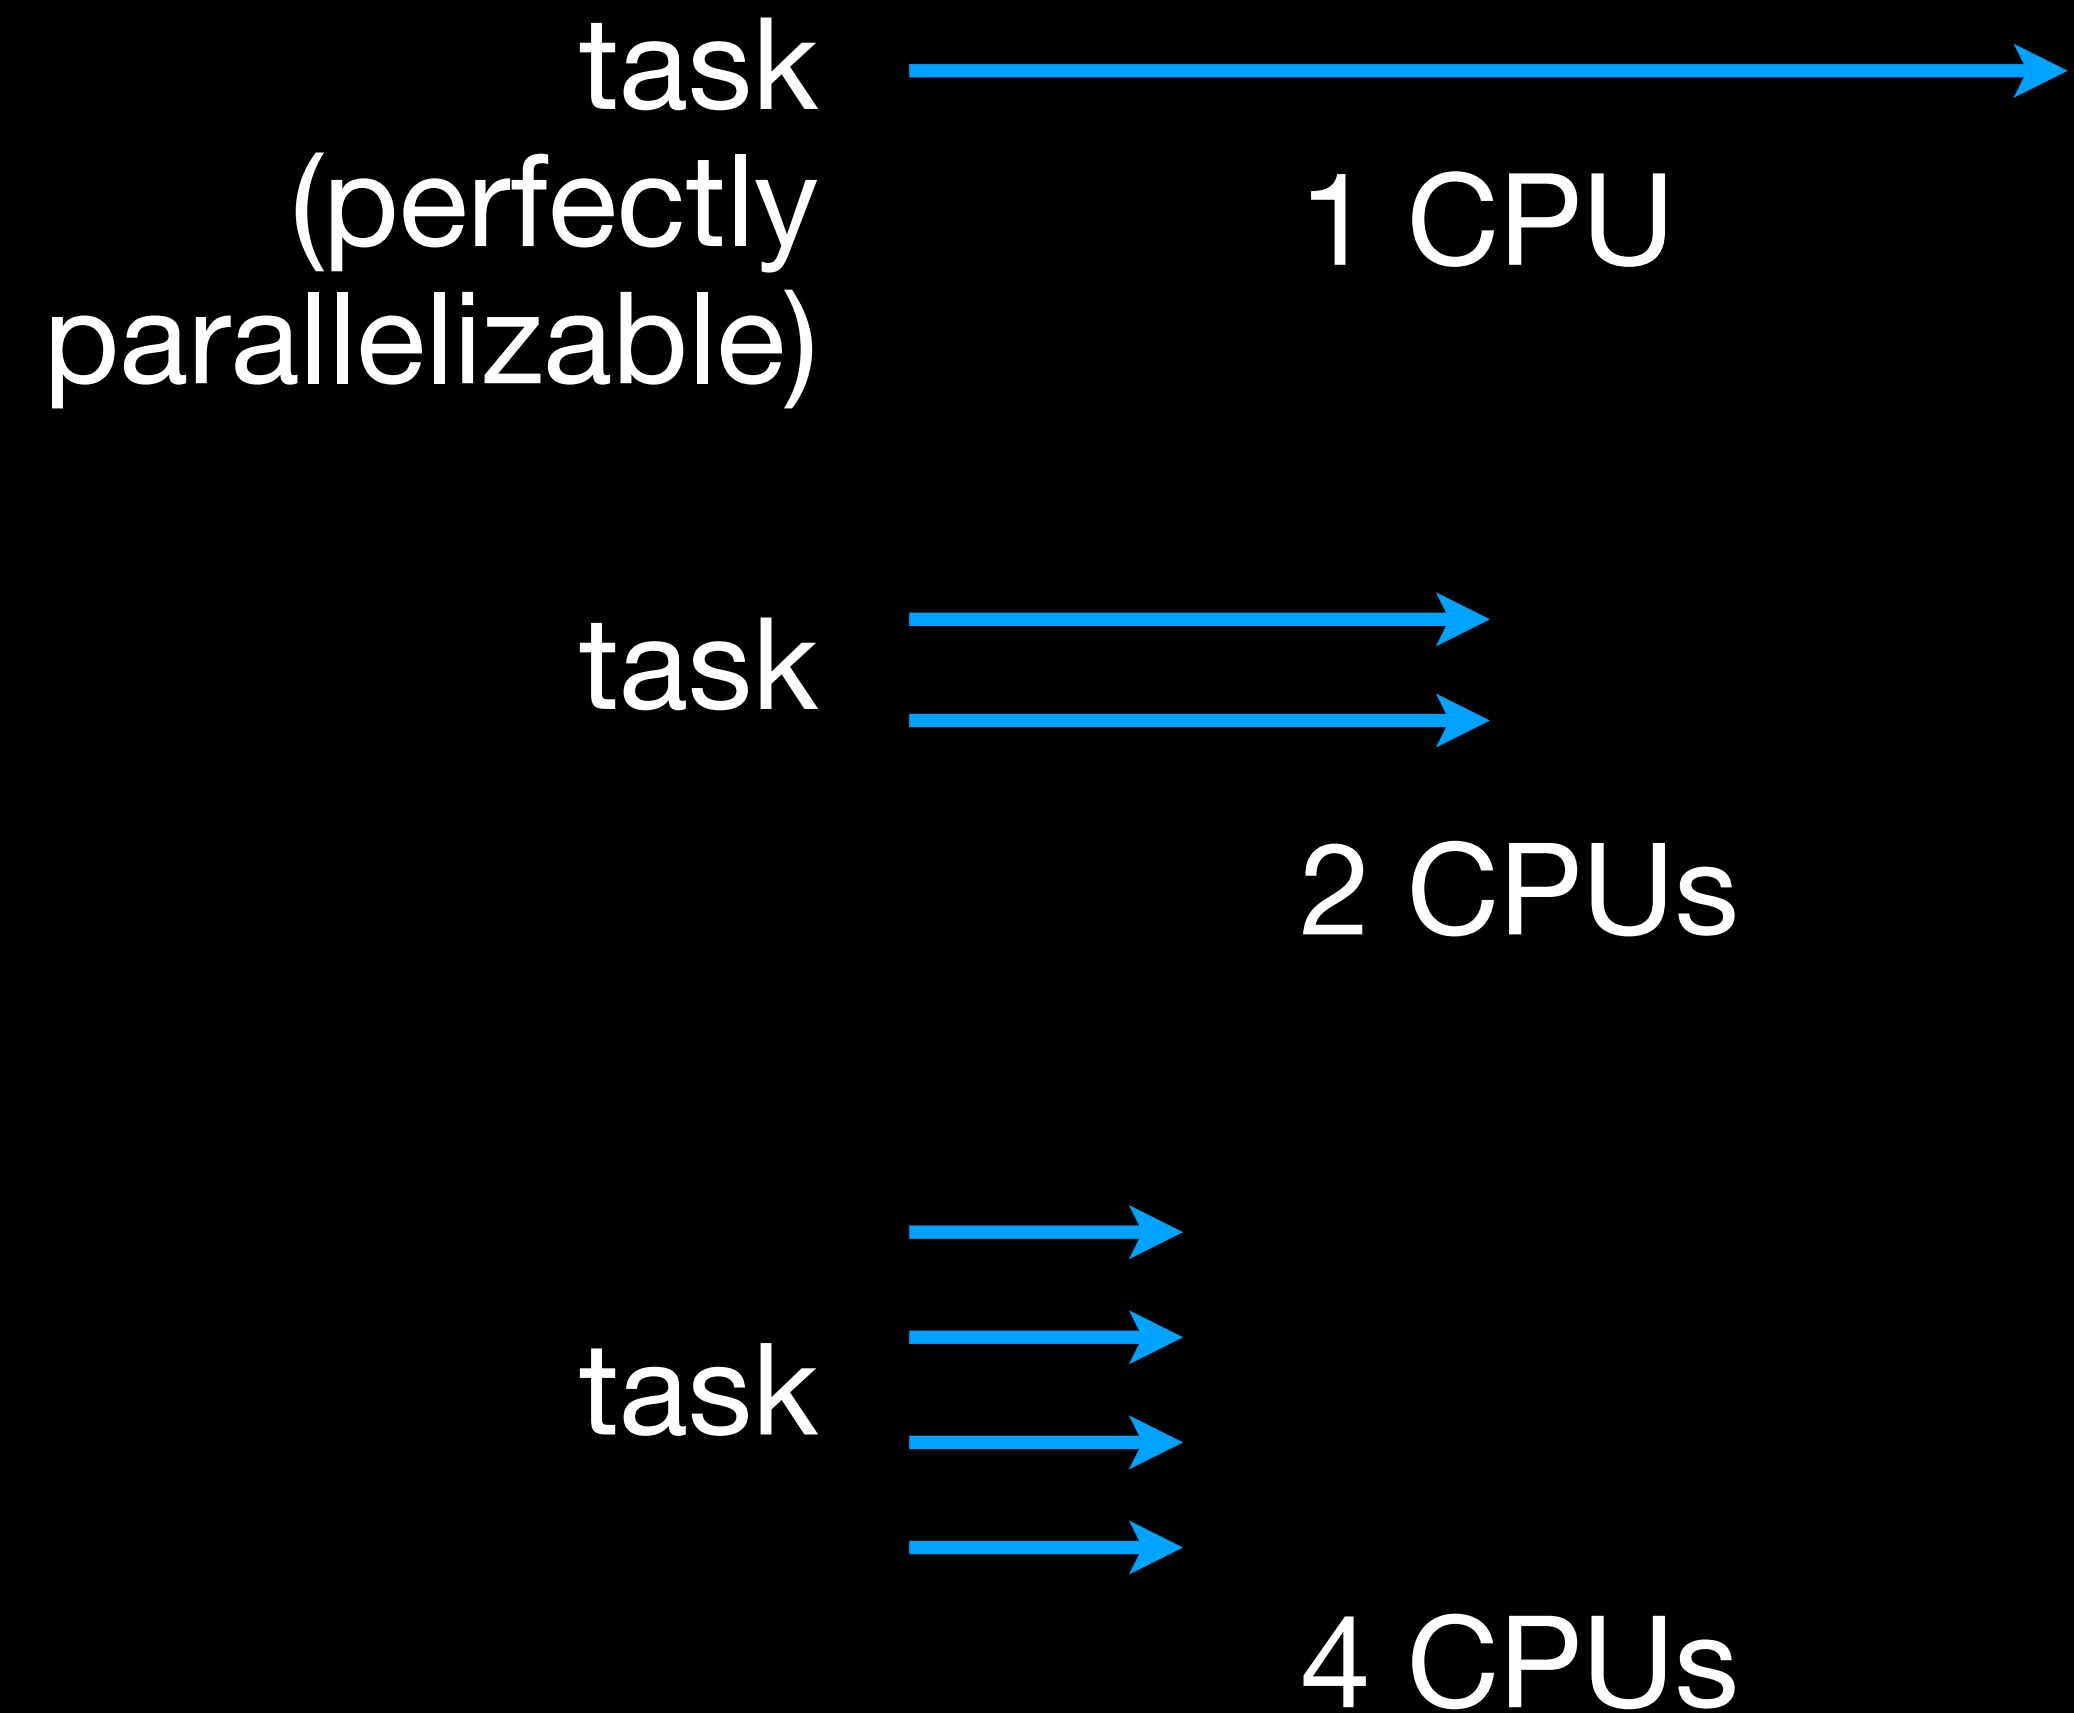 task
(perfectly
parallelizable)
1 CPU
task
2 CPUs
task
4 CPUs